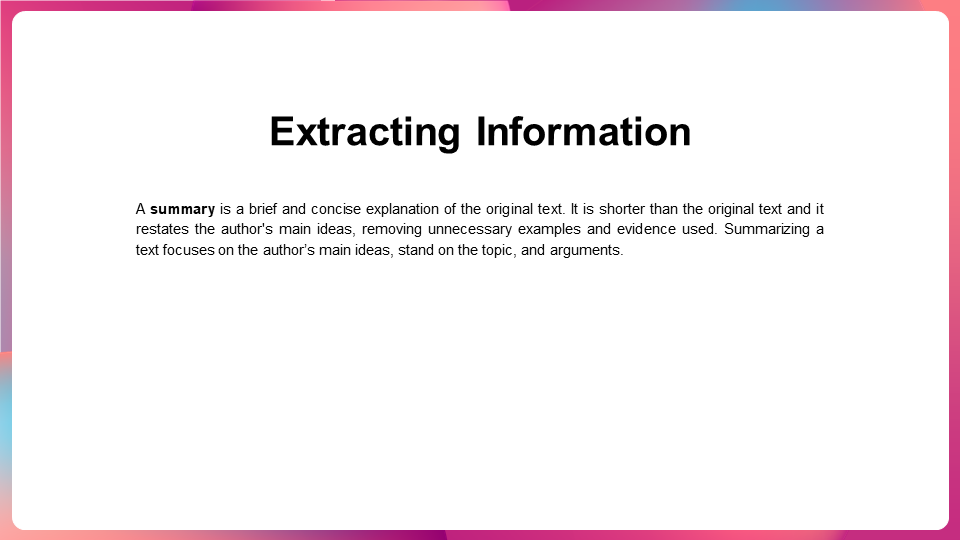 Extracting Information
A summary is a brief and concise explanation of the original text. It is shorter than the original text and it
restates the author's main ideas, removing unnecessary examples and evidence used. Summarizing a
text focuses on the author’s main ideas, stand on the topic, and arguments.